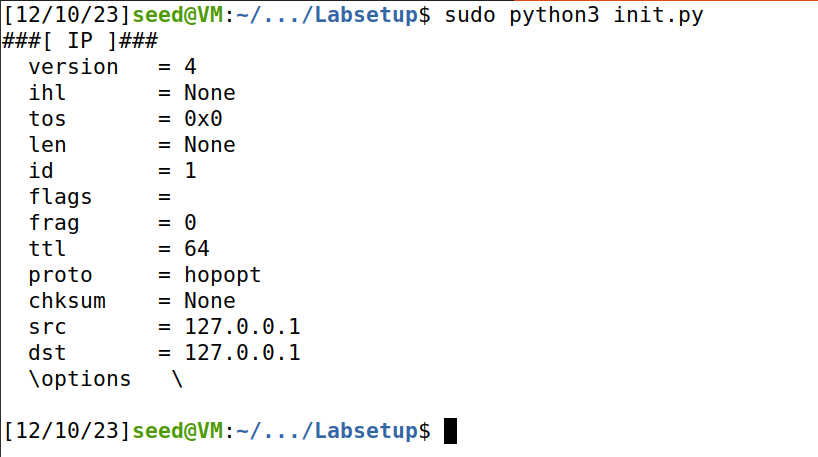 [12/10/23]seed@VM:~/.../Labsetup$ sudo python3 init.py
###[ IP ]###
  version   = 4
  ihl       = None
  tos       = 0x0
  len       = None
  id        = 1
  flags     =
  frag      = 0
  ttl       = 64
  proto     = hopopt
  chksum    = None
  src       = 127.0.0.1
  dst       = 127.0.0.1
  \options   \
[12/10/23]seed@VM:~/.../Labsetup$